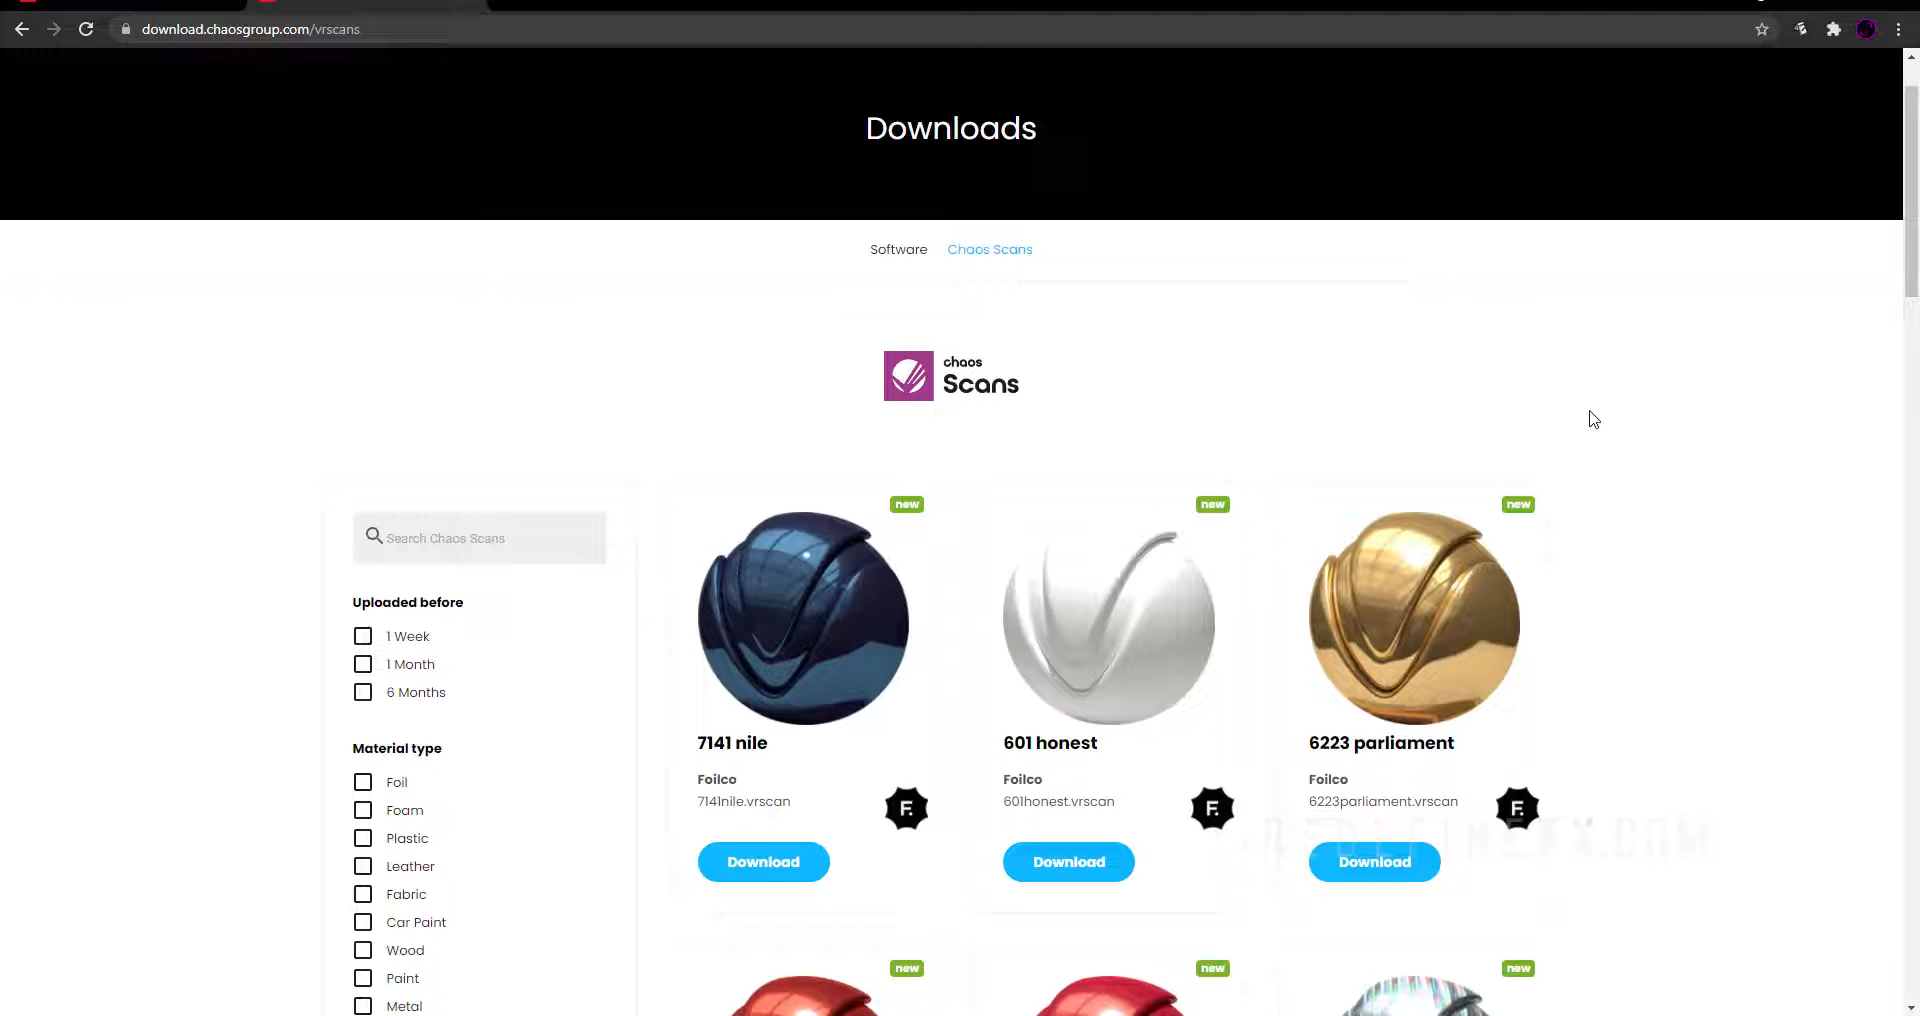 download.chaosgroup.com/vrscans
Downloads
Software Chaos Scans
chaos
Scans
Search Chaos Scans
Uploaded before
1 Week
1 Month
6 Months
Material type
Foil
Foam
Plastic
Leather
Fabric
Car Paint
Wood
Paint
Metal
new
7141 nile
Foilco
7141nile.vrscan
F.
Download
new
601 honest
Foilco
601honest.vrscan
F.
Download
new
6223 parliament
Foilco
6223parliament.vrscan
F.
Download
REDEFINEFX.COM
new
new
new